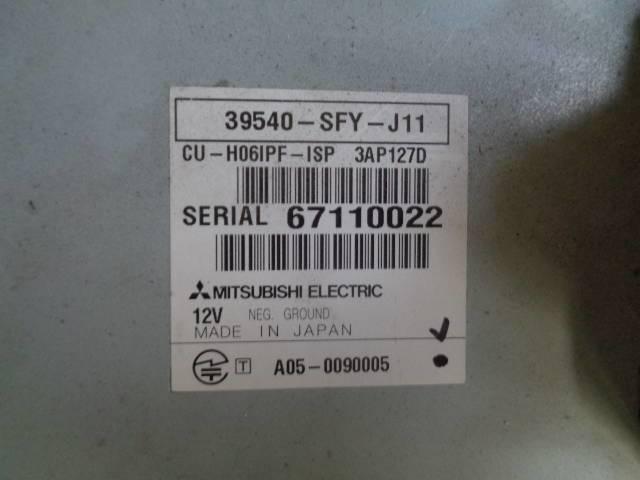 39540-SFY-J11
CU-H06IPF-ISP 3AP127D
SERIAL 67110022
MITSUBISHI ELECTRIC
12V NEG. GROUND
MADE IN JAPAN
T A05-0090005